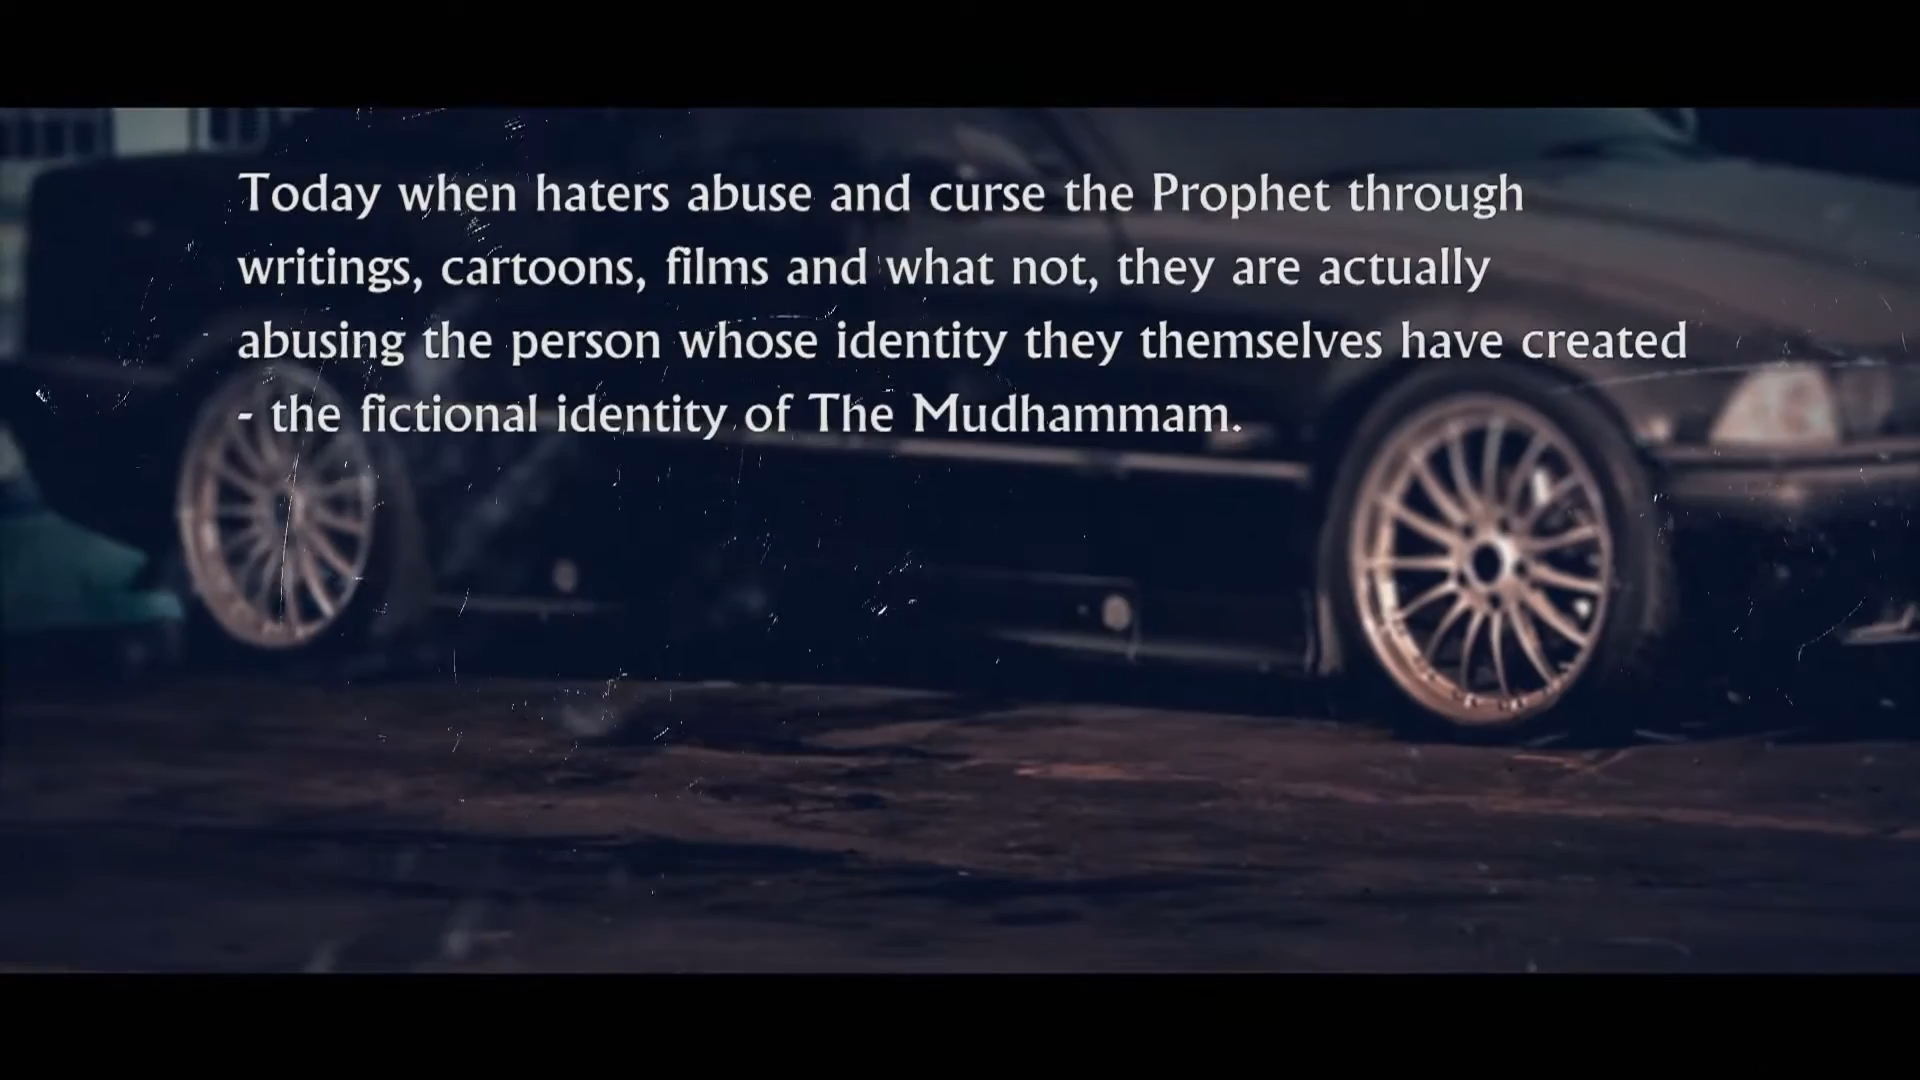 Today when haters abuse and curse the Prophet through
writings, cartoons, films and what not, they are actually
abusing the person whose identity they themselves have created
- the fictional identity of The Mudhammam.